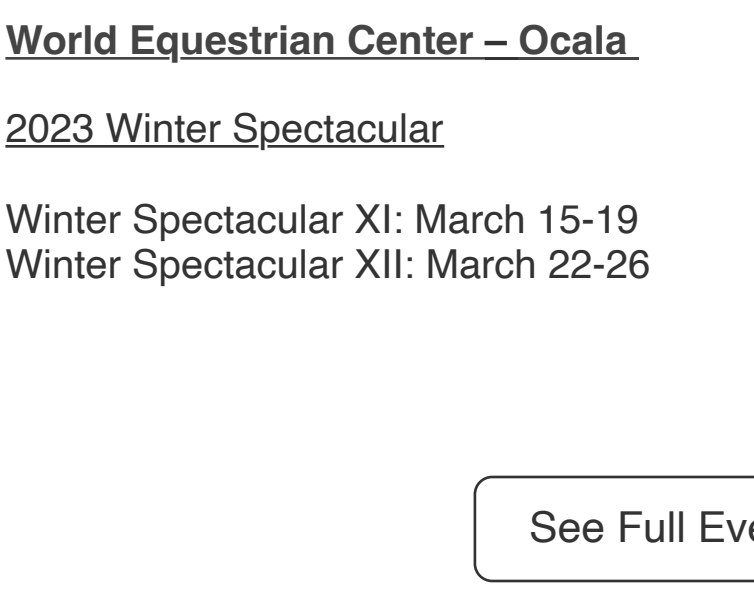 World Equestrian Center – Ocala
2023 Winter Spectacular
Winter Spectacular XI: March 15-19
Winter Spectacular XII: March 22-26
See Full Eve